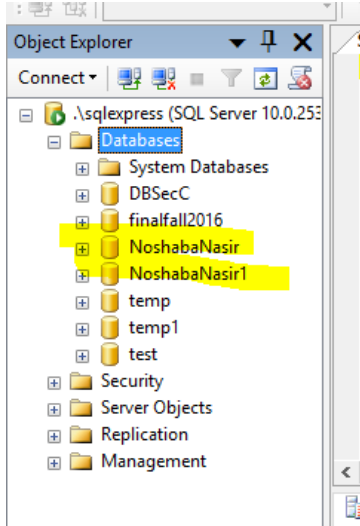 Object Explorer
Connect
.\sqlexpress (SQL Server 10.0.253
Databases
System Databases
DBSecC
finalfall2016
NoshabaNasir
NoshabaNasir1
temp
temp1
test
Security
Server Objects
Replication
Management